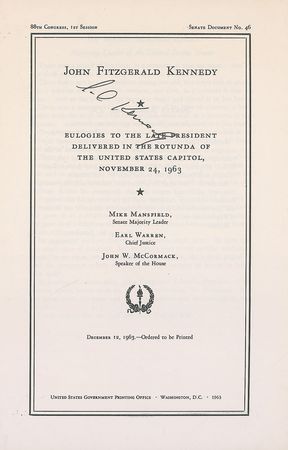 88th Congress, 1st Session Senate Document No. 46
John Fitzgerald Kennedy
EULOGIES TO THE LATE PRESIDENT
DELIVERED IN THE ROTUNDA OF
THE UNITED STATES CAPITOL,
NOVEMBER 24, 1963
Mike Mansfield,
Senate Majority Leader
Earl Warren,
Chief Justice
John W. McCormack,
Speaker of the House
December 12, 1963.—Ordered to be Printed
United States Government Printing Office · Washington, D.C. · 1963